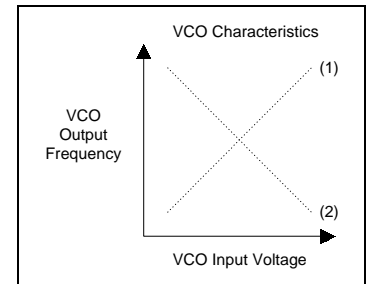 VCO Characteristics
(1)
VCO
Output
Frequency
(2)
VCO Input Voltage